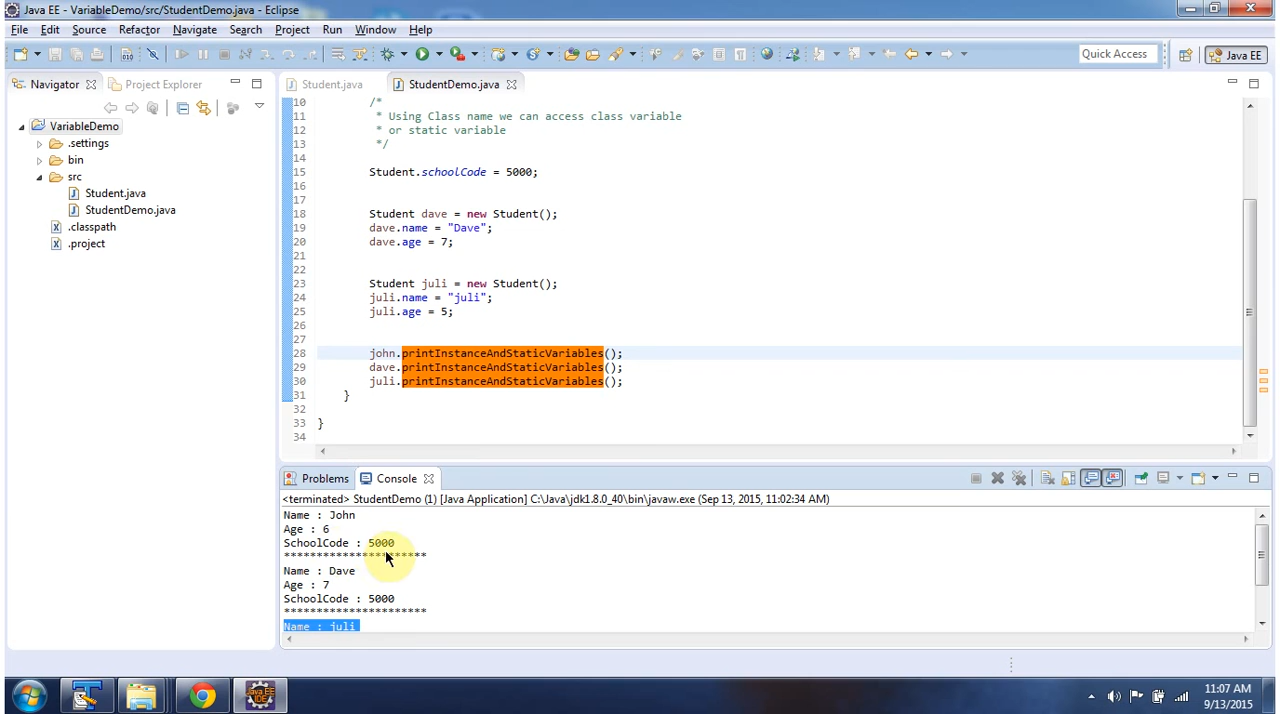 Java EE - VariableDemo/src/StudentDemo.java - Eclipse
File Edit Source Refactor Navigate Search Project Run Window Help
Quick Access
Java EE
Navigator
Project Explorer
VariableDemo
.settings
bin
src
Student.java
StudentDemo.java
.classpath
.project
Student.java
StudentDemo.java
10 /*
11 * Using Class name we can access class variable
12 * or static variable
13 */
14
15 Student.schoolCode = 5000;
16
17
18 Student dave = new Student();
19 dave.name = "Dave";
20 dave.age = 7;
21
22
23 Student juli = new Student();
24 juli.name = "juli";
25 juli.age = 5;
26
27
28 john.printInstanceAndStaticVariables();
29 dave.printInstanceAndStaticVariables();
30 juli.printInstanceAndStaticVariables();
31 }
32
33 }
34
Problems
Console
<terminated> StudentDemo (1) [Java Application] C:\Java\jdk1.8.0_40\bin\javaw.exe (Sep 13, 2015, 11:02:34 AM)
Name : John
Age : 6
SchoolCode : 5000
**********************
Name : Dave
Age : 7
SchoolCode : 5000
**********************
Name : juli
Java EE
IDE
11:07 AM
9/13/2015